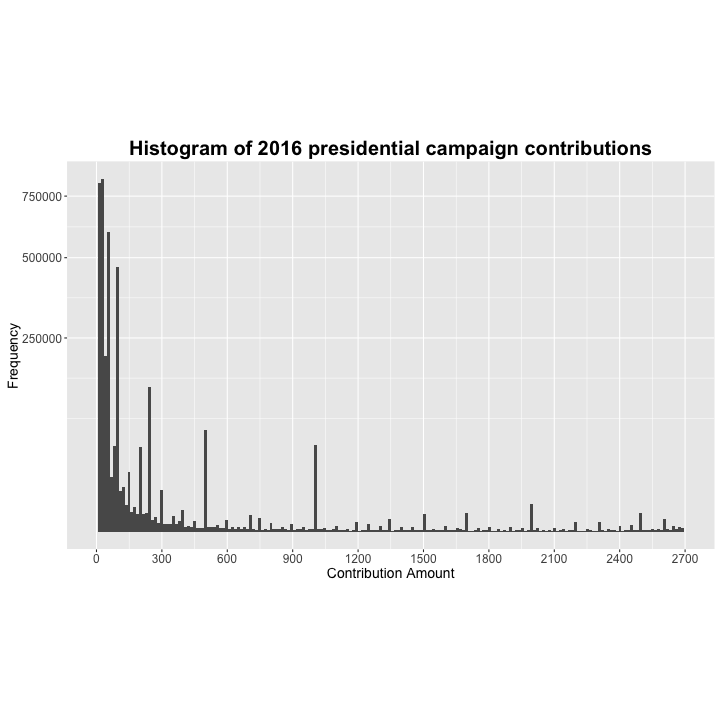 Histogram of 2016 presidential campaign contributions
750000
500000
250000
Frequency
0 300 600 900 1200 1500 1800 2100 2400 2700
Contribution Amount